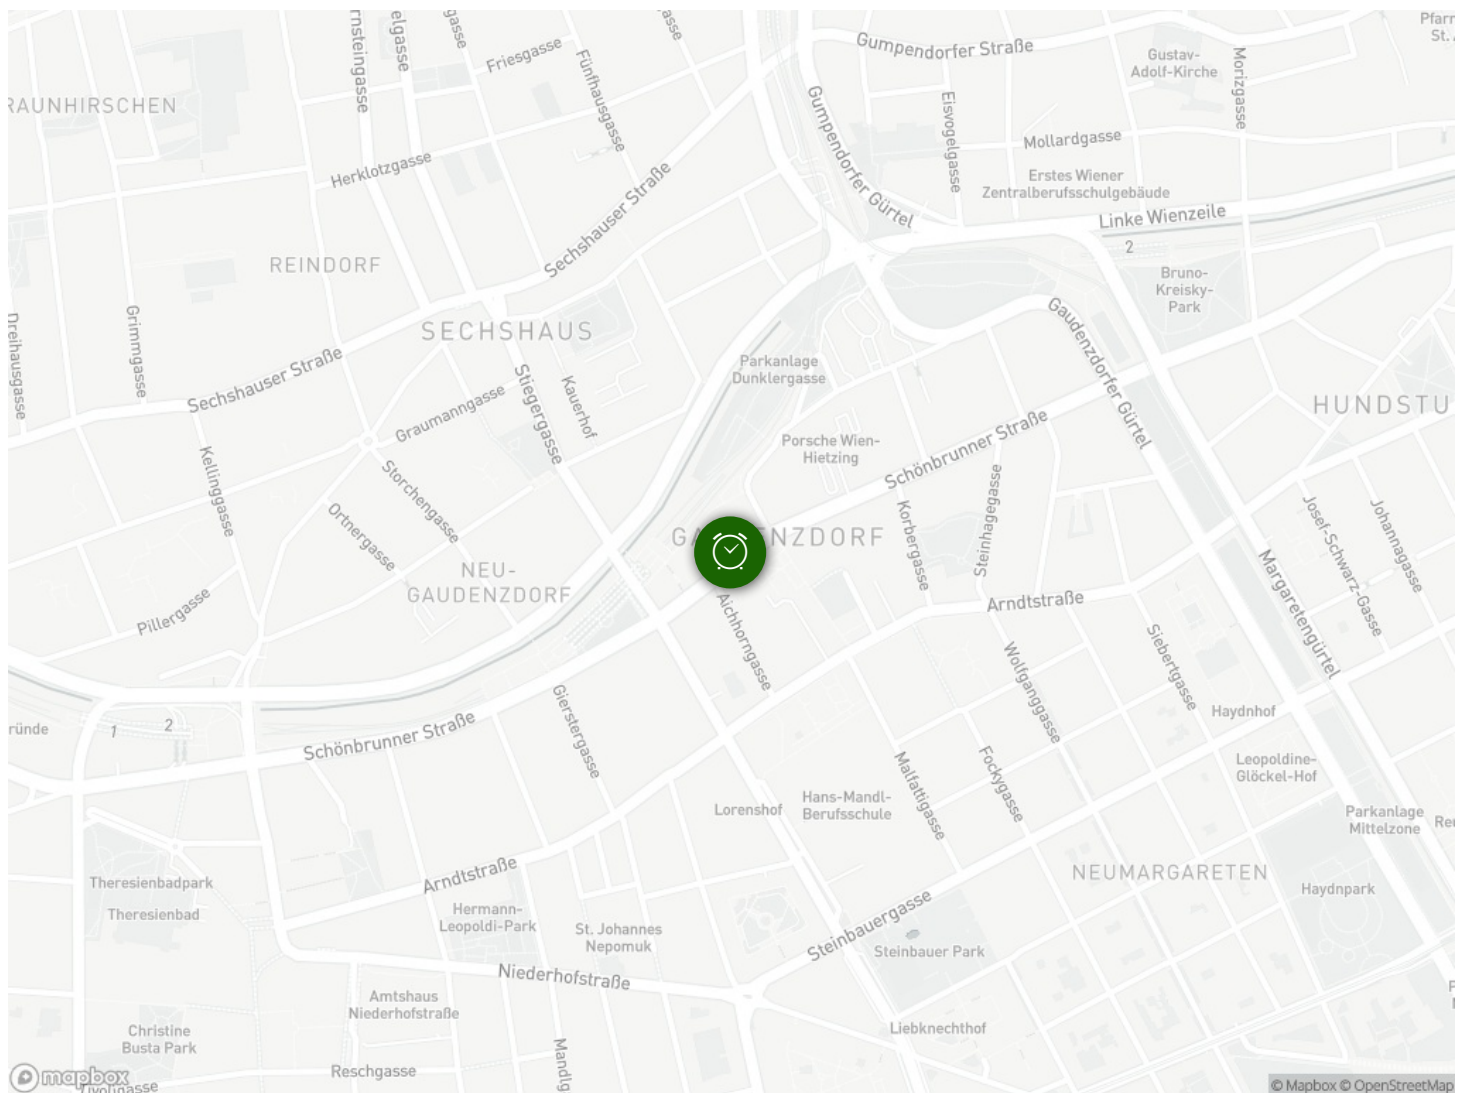 Gumpendorfer Straße
Gustav-
Adolf-Kirche
Morizgasse
Friesgasse
Fünfhausgasse
Eisvogelgasse
Mollardgasse
Herklotzgasse
Gumpendorfer Gürtel
Erstes Wiener
Zentralberufsschulgebäude
Linke Wienzeile
2
Sechshauser Straße
REINDORF
Bruno-
Kreisky-
Park
Dreihausgasse
Grimmgasse
SECHSHAUS
Gaudenzdorfer Gürtel
Parkanlage
Dunklergasse
Sechshauser Straße
Stiegergasse
Kauerhof
Graumanngasse
HUNDSTU
Porsche Wien-
Hietzing
Schönbrunner Straße
Kellinggasse
Storchengasse
Ortnergasse
Korbergasse
Steinhagegasse
Josef-Schwarz-Gasse
Johannagasse
NEU-
GAUDENZDORF
Margaretengürtel
Pillergasse
Aichhorngasse
Arndtstraße
Siebertgasse
Wolfganggasse
Gierstergasse
Haydnhof
ründe
1
2
Schönbrunner Straße
Fockygasse
Malfattigasse
Leopoldine-
Glöckel-Hof
Lorenshof
Hans-Mandl-
Berufsschule
Parkanlage
Mittelzone
Arndtstraße
NEUMARGARETEN
Theresienbadpark
Theresienbad
Haydnpark
Hermann-
Leopoldi-Park
St. Johannes
Nepomuk
Steinbauergasse
Steinbauer Park
Niederhofstraße
Amtshaus
Niederhofstraße
Christine
Busta Park
Liebknechthof
Reschgasse
mapbox
© Mapbox © OpenStreetMap